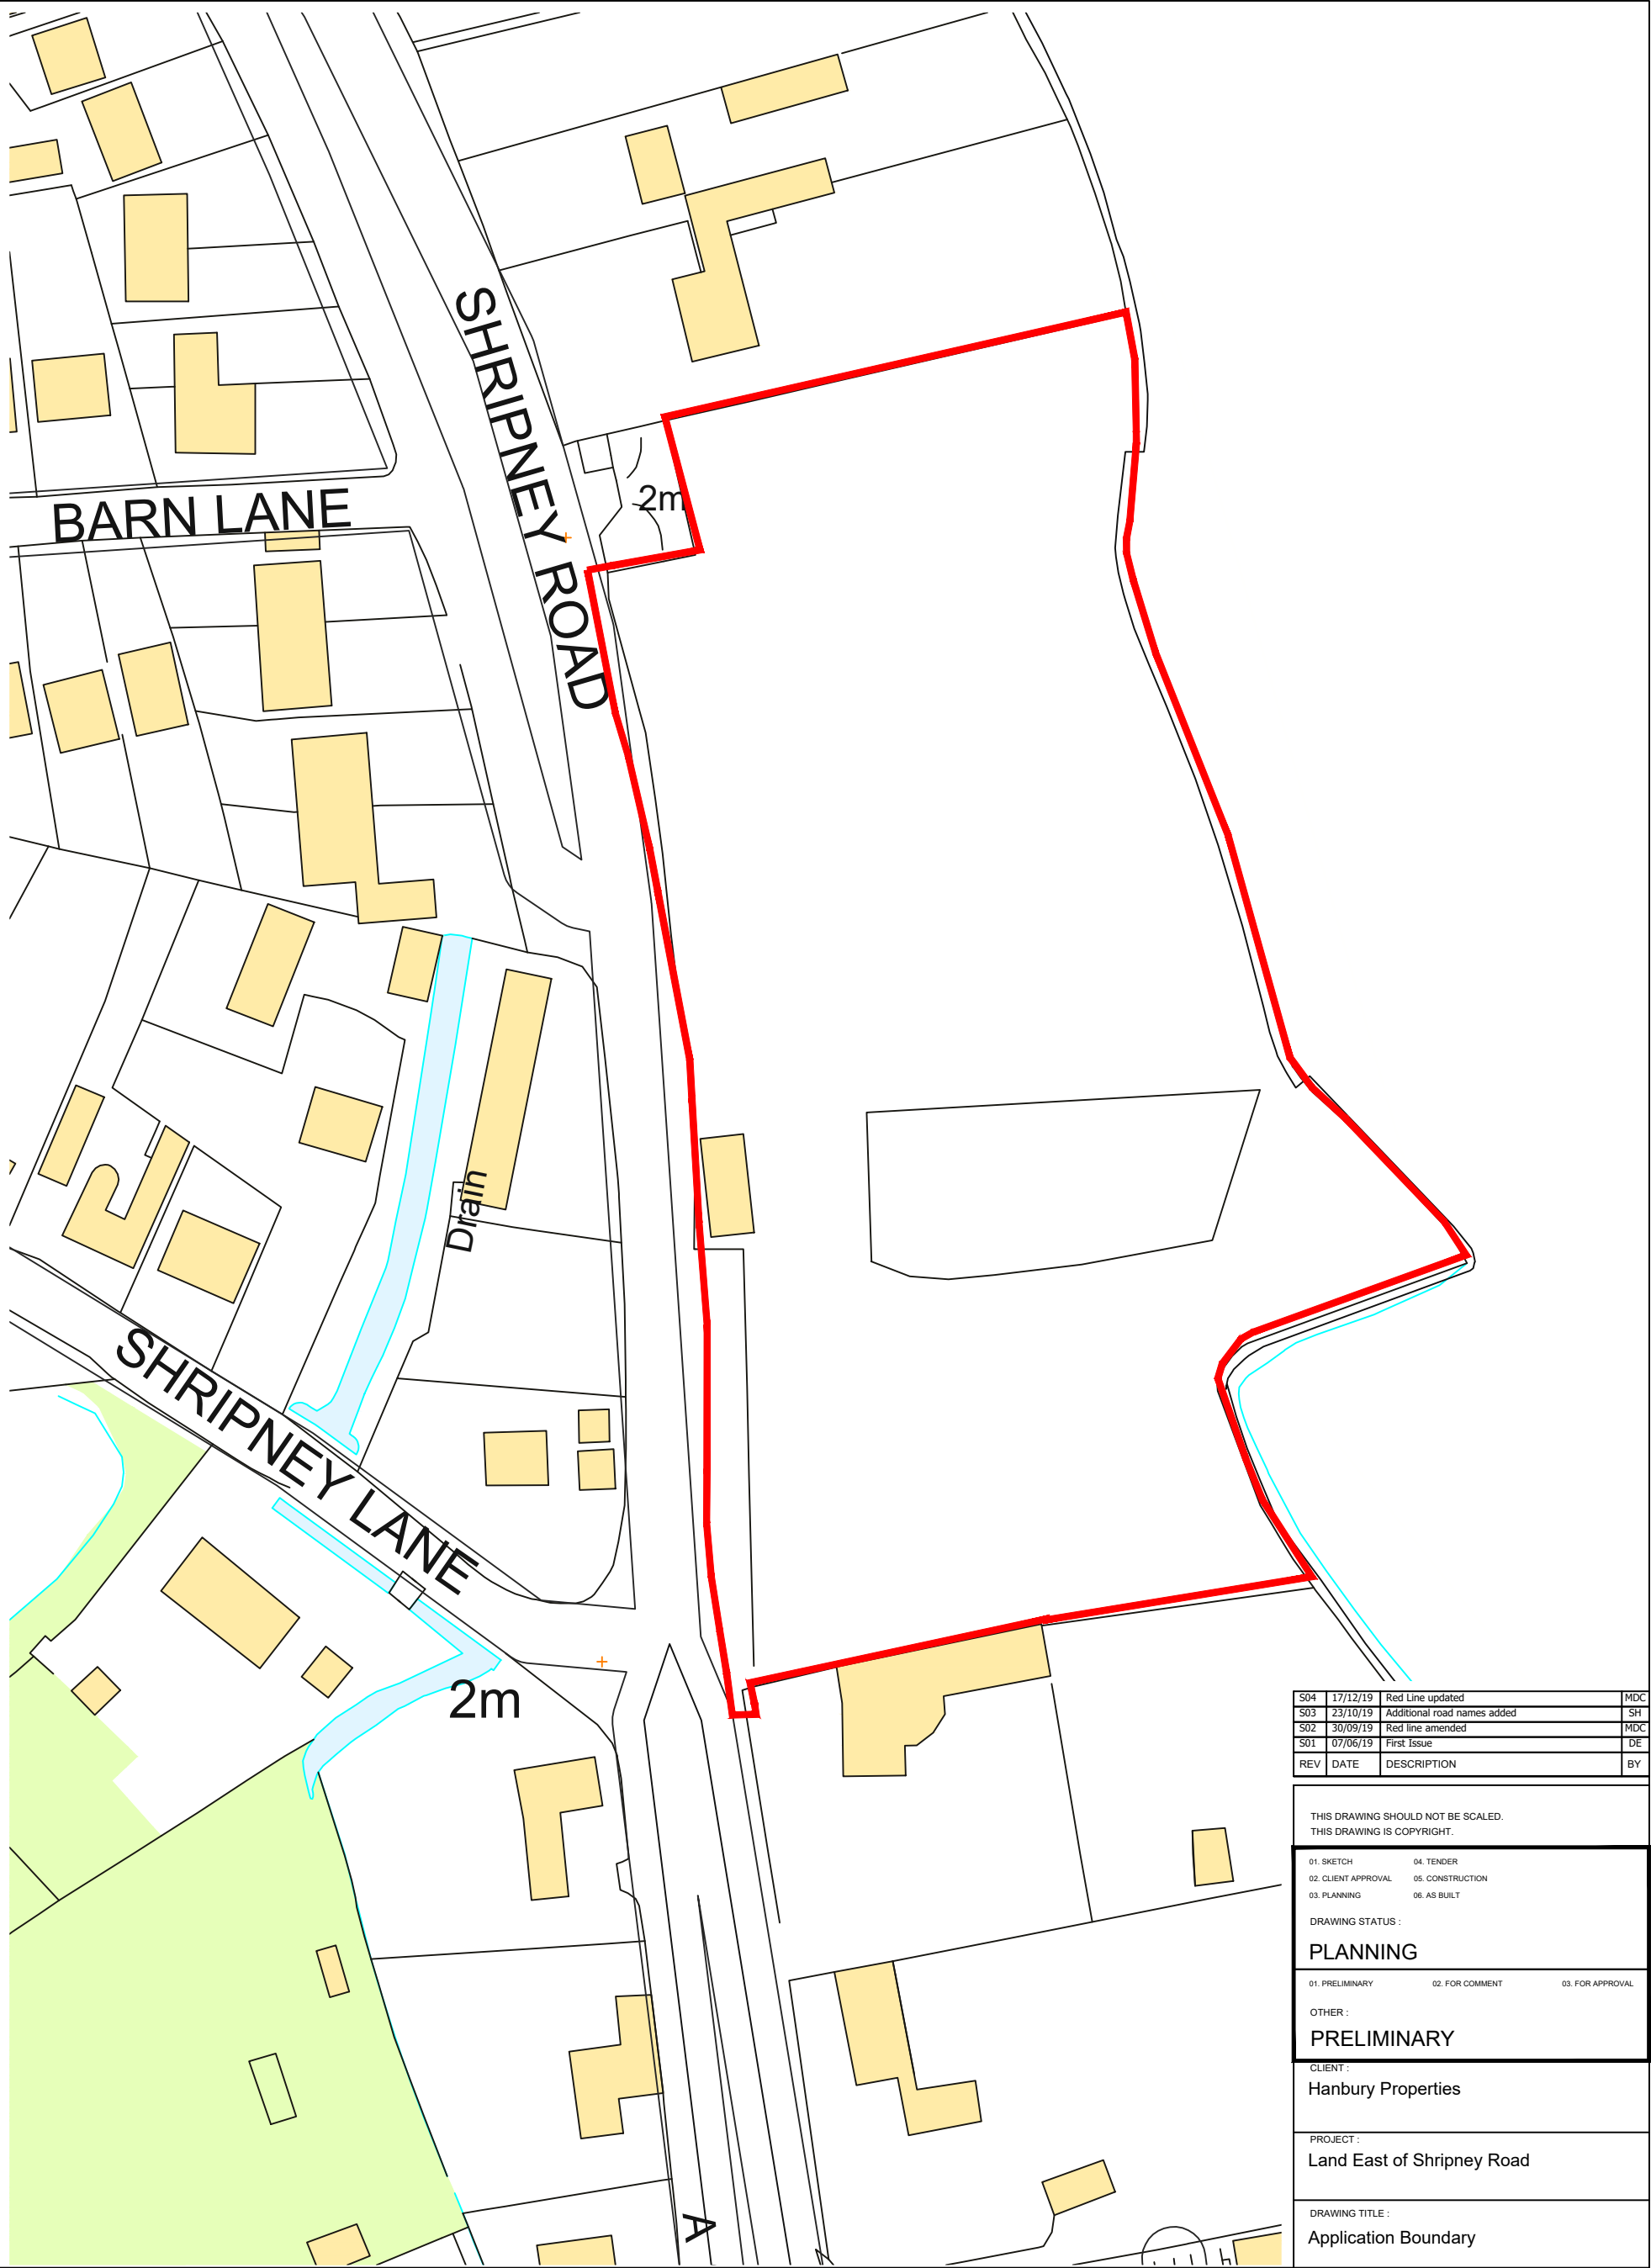 SHRIPNEY ROAD
BARN LANE
2m
Drain
SHRIPNEY LANE
2m
A
S04 17/12/19 Red Line updated MDC
S03 23/10/19 Additional road names added SH
S02 30/09/19 Red line amended MDC
S01 07/06/19 First Issue DE
REV DATE DESCRIPTION BY
THIS DRAWING SHOULD NOT BE SCALED.
THIS DRAWING IS COPYRIGHT.
01. SKETCH 04. TENDER
02. CLIENT APPROVAL 05. CONSTRUCTION
03. PLANNING 06. AS BUILT
DRAWING STATUS :
PLANNING
01. PRELIMINARY 02. FOR COMMENT 03. FOR APPROVAL
OTHER :
PRELIMINARY
CLIENT :
Hanbury Properties
PROJECT :
Land East of Shripney Road
DRAWING TITLE :
Application Boundary